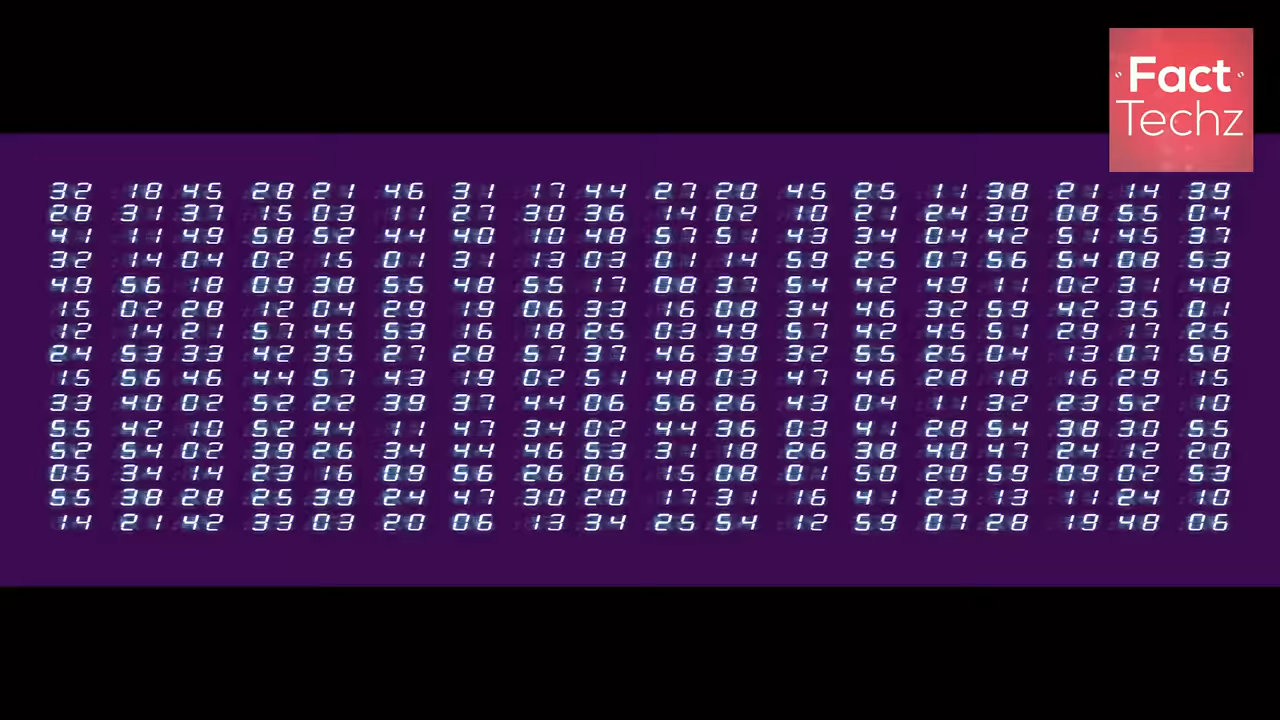 Fact
Techz
32 18 45 28 21 46 31 17 44 27 20 45 25 11 38 21 14 39
28 31 37 15 03 11 27 30 36 14 02 10 21 24 30 08 55 04
41 11 49 58 52 44 40 10 48 57 51 43 34 04 42 51 45 37
32 14 04 02 15 01 31 13 03 01 14 59 25 07 56 54 08 53
49 56 18 09 38 55 48 55 17 08 37 54 42 49 11 02 31 48
15 02 28 12 04 29 19 06 33 16 08 34 46 32 59 42 35 01
12 14 21 57 45 53 16 18 25 03 49 57 42 45 51 29 17 25
24 53 33 42 35 27 28 57 37 46 39 32 55 25 04 13 07 58
15 56 46 44 57 43 19 02 51 48 03 47 46 28 18 16 29 15
33 40 02 52 22 39 37 44 06 56 26 43 04 11 32 23 52 10
55 42 10 52 44 11 47 34 02 44 36 03 41 28 54 38 30 55
52 54 02 39 26 34 44 46 53 31 18 26 38 40 47 24 12 20
05 34 14 23 16 09 56 26 06 15 08 01 50 20 59 09 02 53
55 38 28 25 39 24 47 30 20 17 31 16 41 23 13 11 24 10
14 21 42 33 03 20 06 13 34 25 54 12 59 07 28 19 48 06